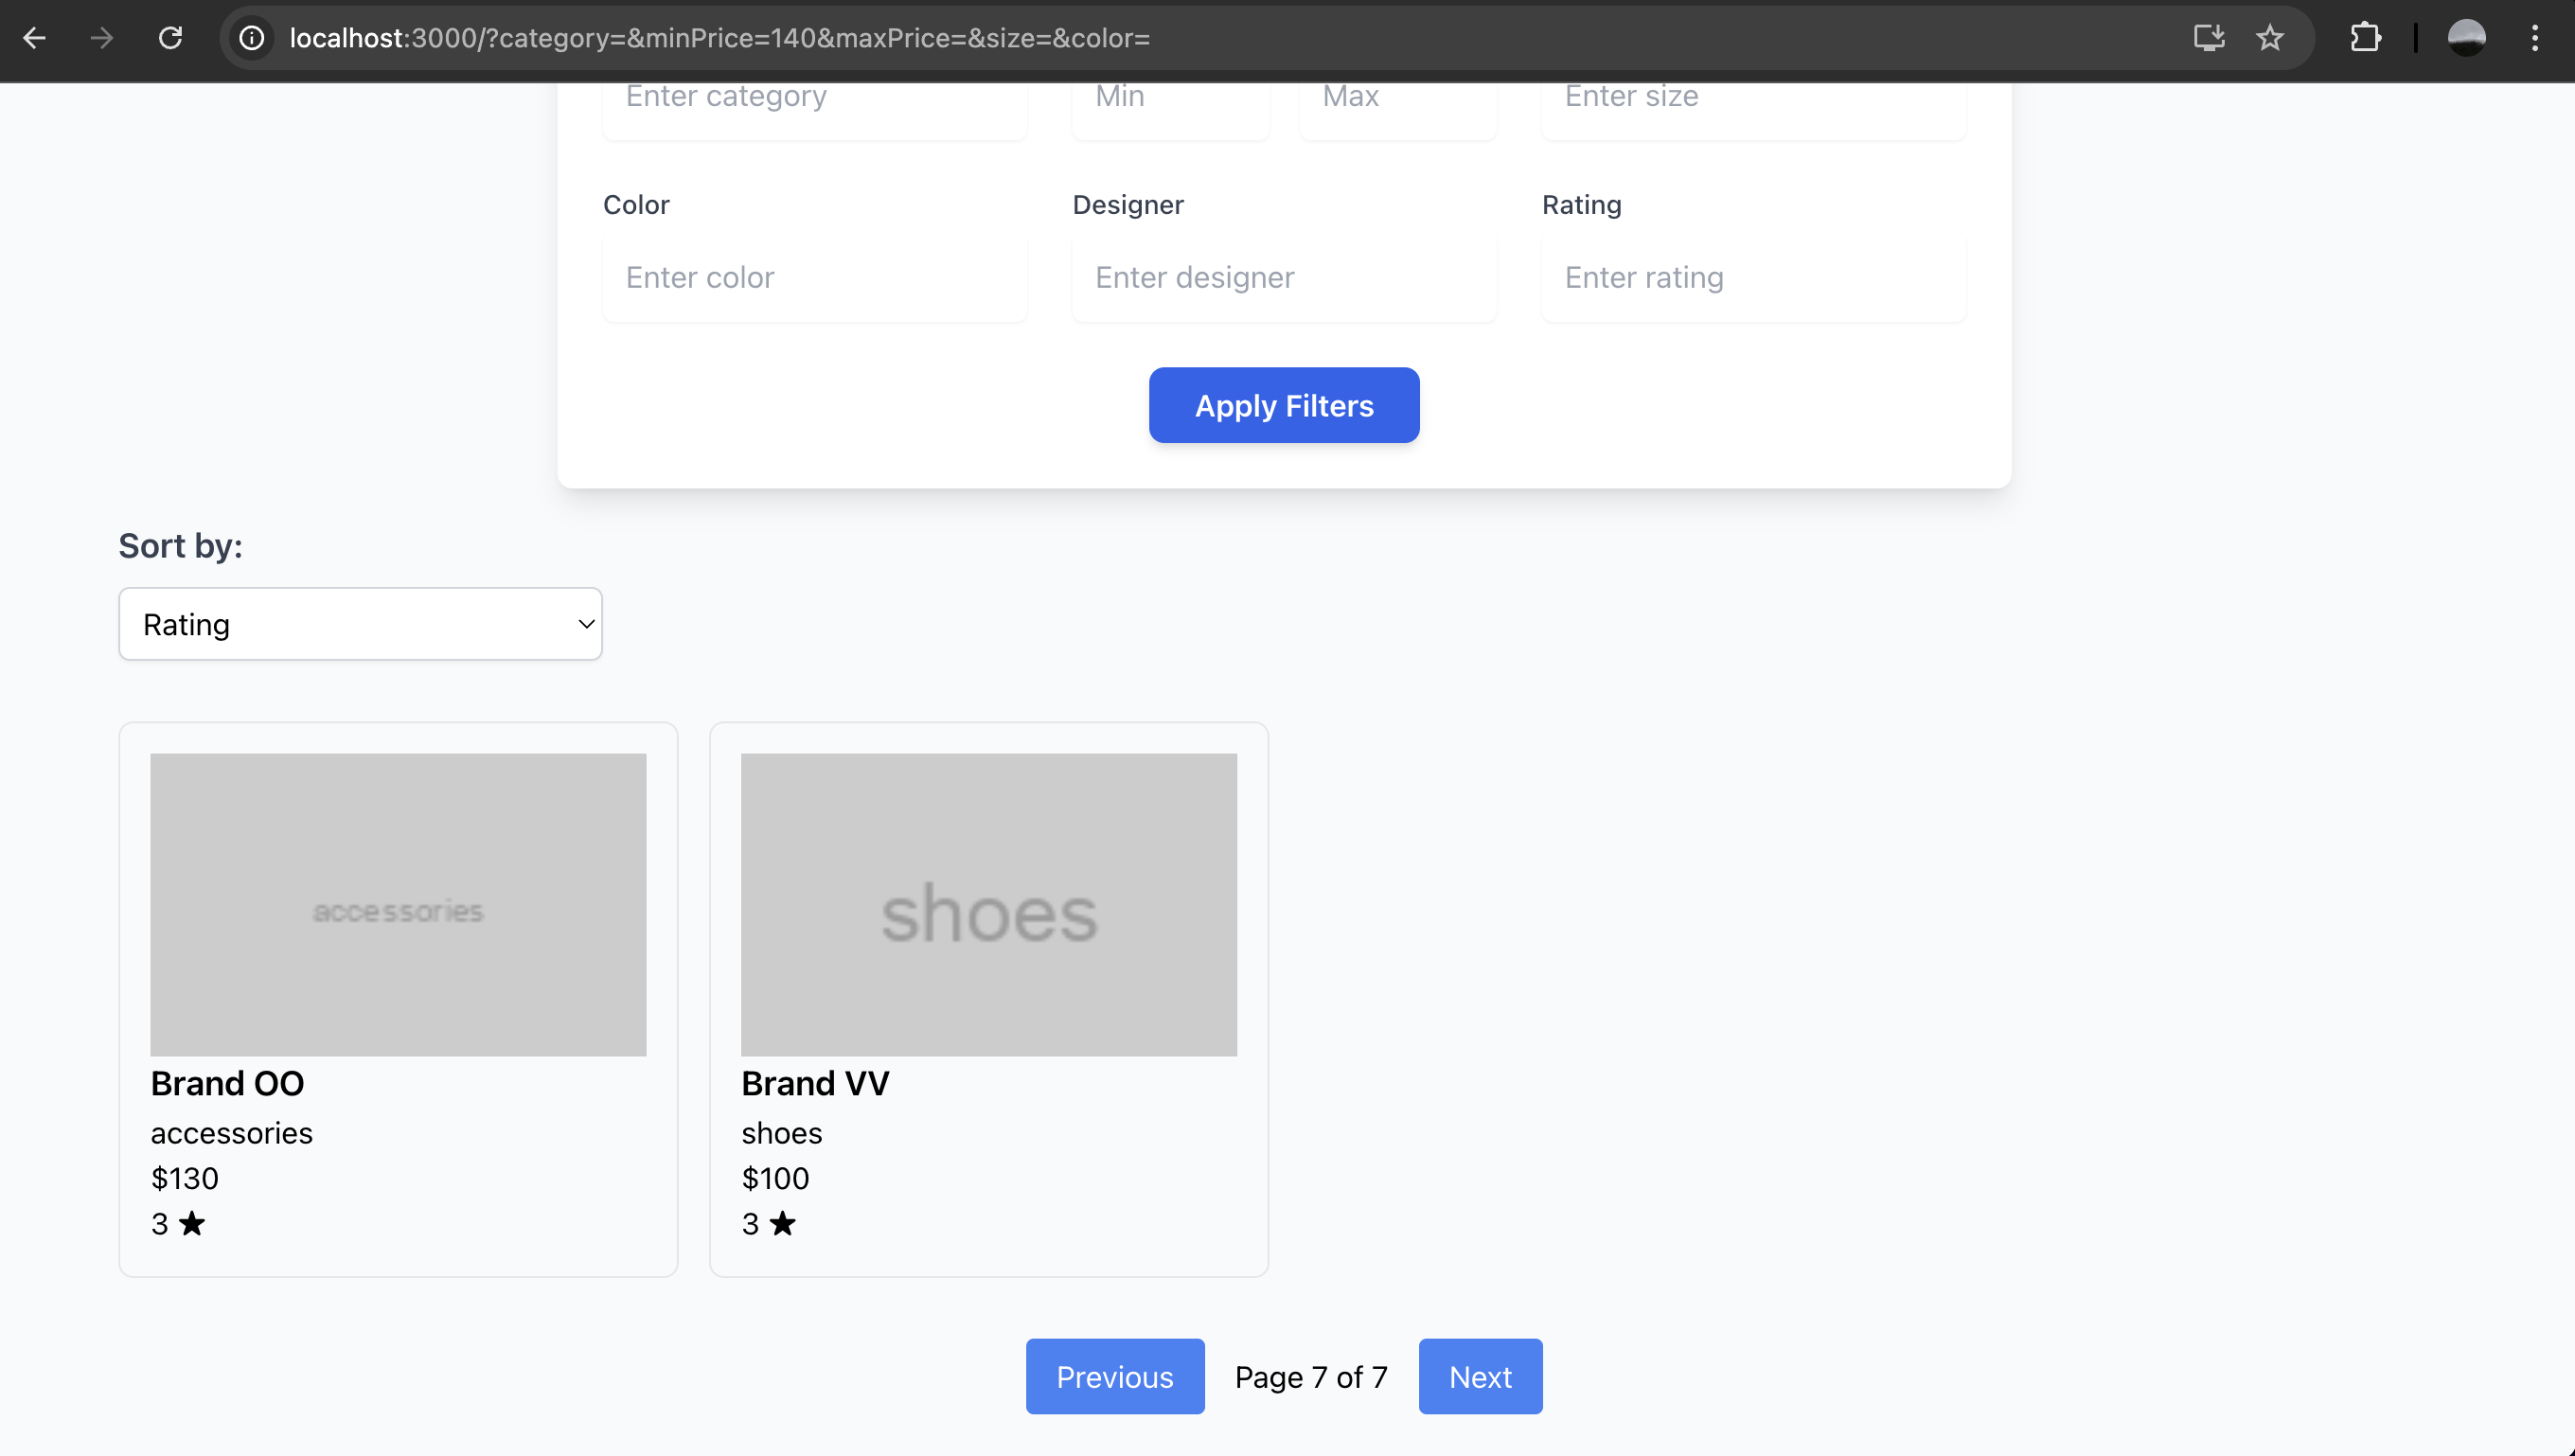 localhost:3000/?category=&minPrice=140&maxPrice=&size=&color=
Enter category
Min
Max
Enter size
Color
Designer
Rating
Enter color
Enter designer
Enter rating
Apply Filters
Sort by:
Rating
accessories
shoes
Brand OO
accessories
$130
3 ★
Brand VV
shoes
$100
3 ★
Previous
Page 7 of 7
Next